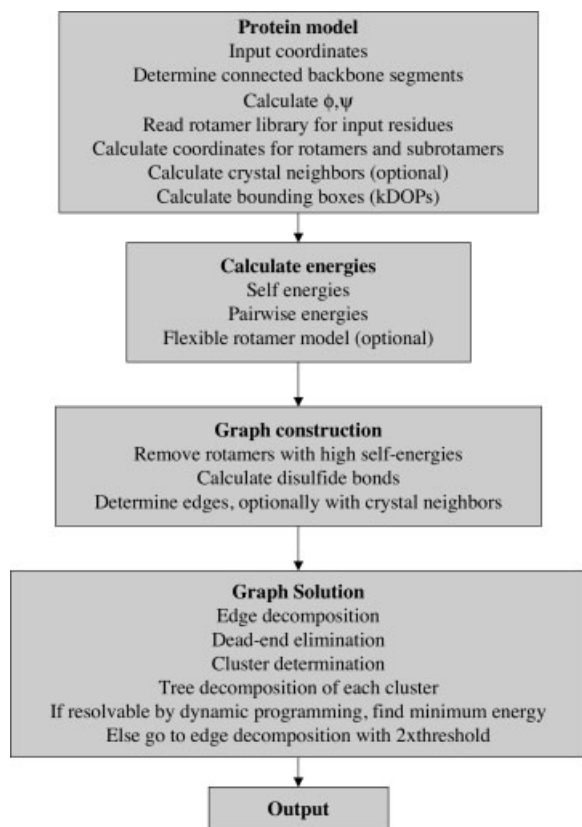 Protein model
Input coordinates
Determine connected backbone segments
Calculate ϕ,ψ
Read rotamer library for input residues
Calculate coordinates for rotamers and subrotamers
Calculate crystal neighbors (optional)
Calculate bounding boxes (kDOPs)
Calculate energies
Self energies
Pairwise energies
Flexible rotamer model (optional)
Graph construction
Remove rotamers with high self-energies
Calculate disulfide bonds
Determine edges, optionally with crystal neighbors
Graph Solution
Edge decomposition
Dead-end elimination
Cluster determination
Tree decomposition of each cluster
If resolvable by dynamic programming, find minimum energy
Else go to edge decomposition with 2xthreshold
Output